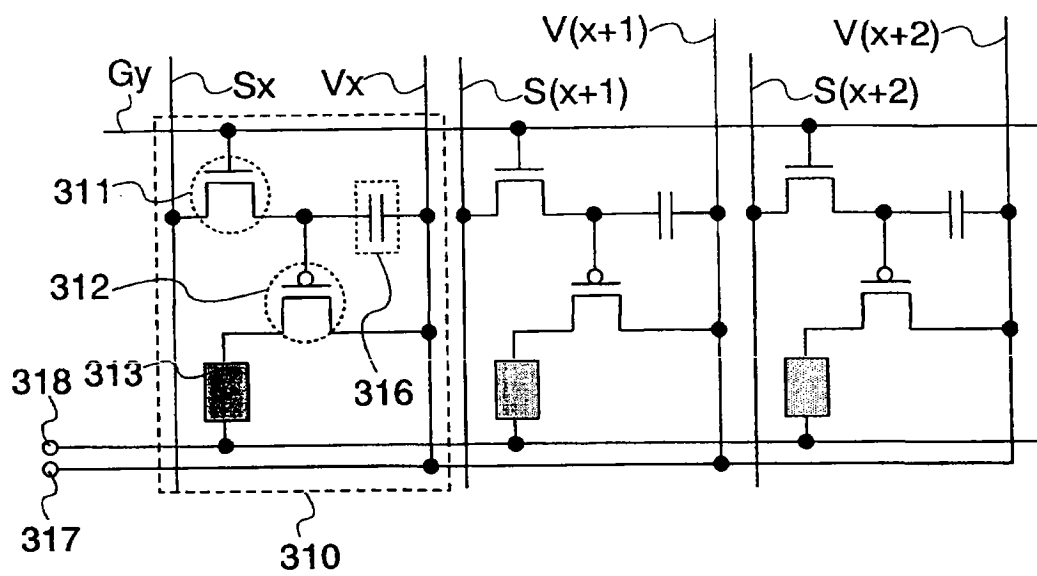 V(x+1)
V(x+2)
Gy
Sx
Vx
S(x+1)
S(x+2)
311
312
313
316
318
317
310